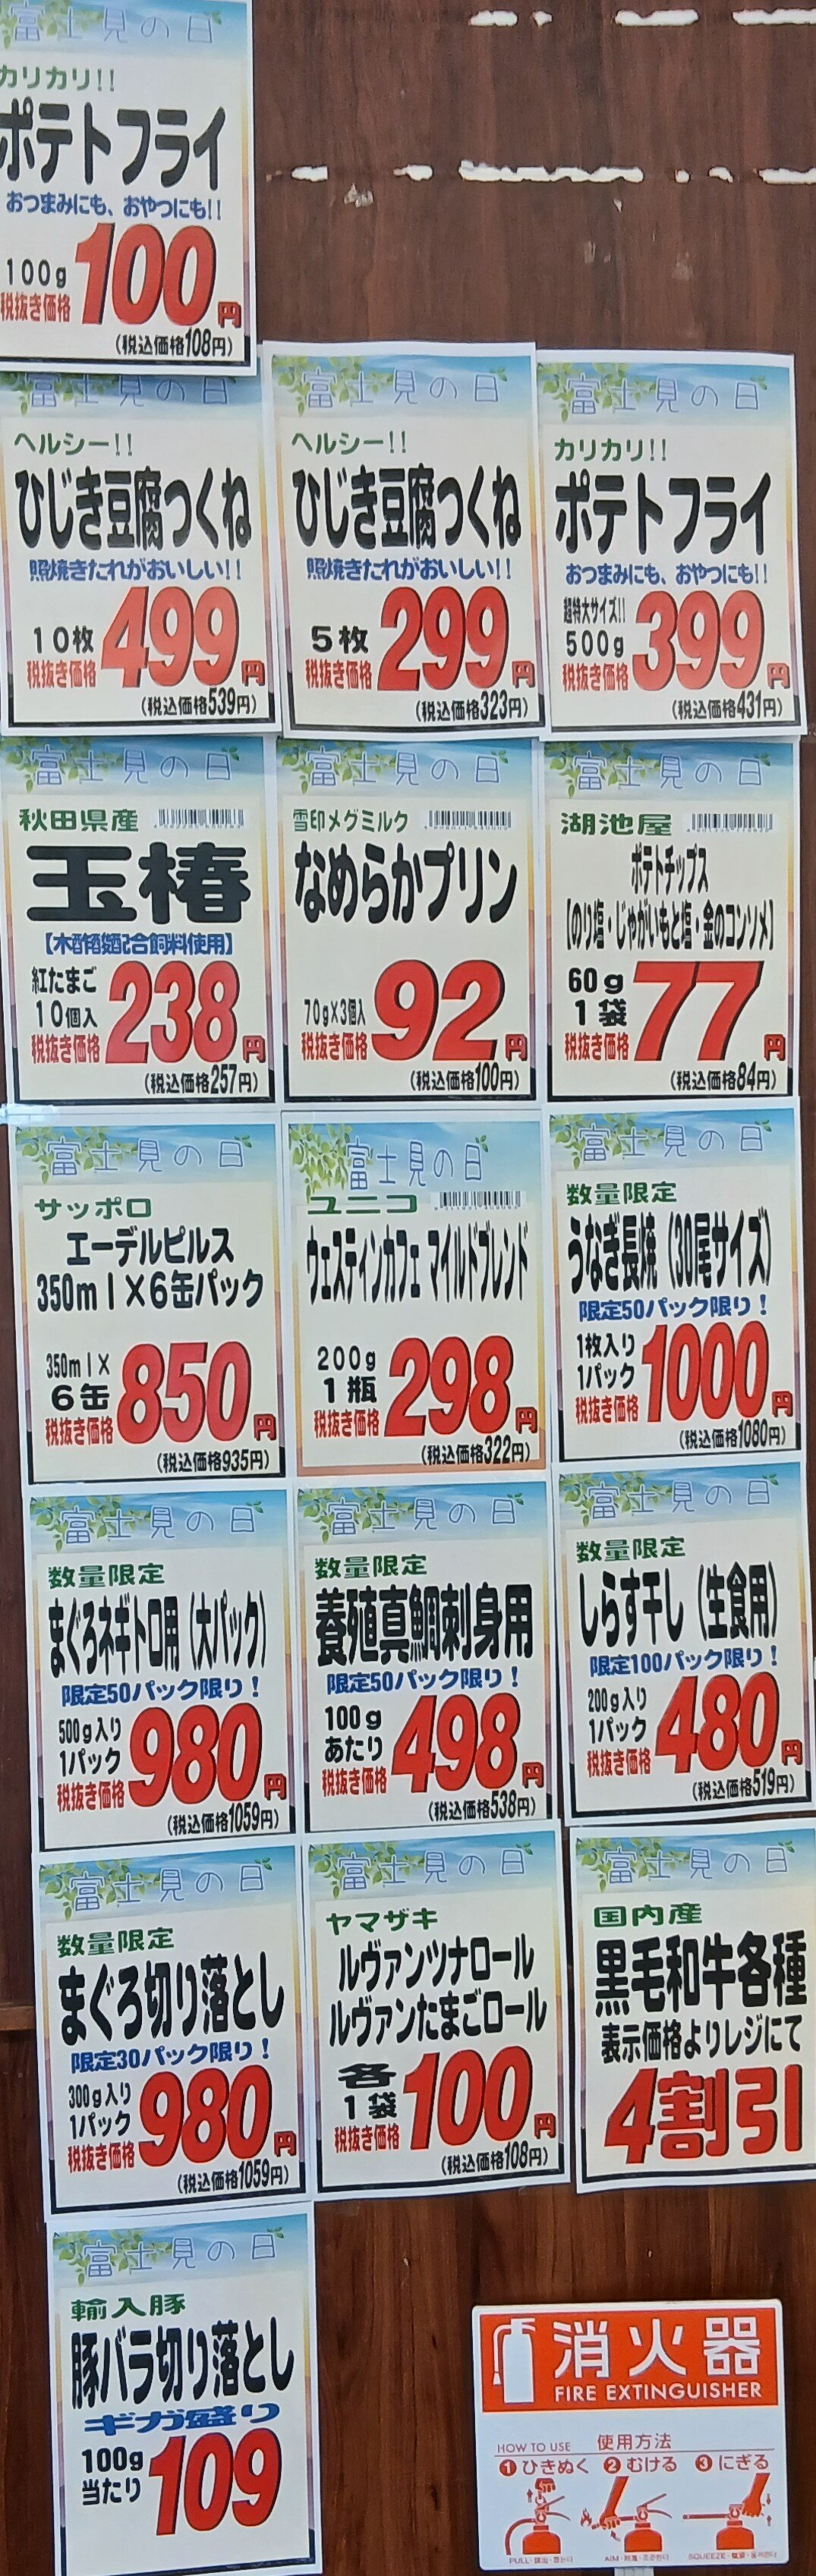 富士見の日
カリカリ!!
ポテトフライ
おつまみにも、おやつにも!!
100g
税抜き価格
100円
(税込価格108円)
富士見の日
ヘルシー!!
ひじき豆腐つくね
照焼きたれがおいしい!!
10枚
税抜き価格
499円
(税込価格539円)
富士見の日
ヘルシー!!
ひじき豆腐つくね
照焼きたれがおいしい!!
5枚
税抜き価格
299円
(税込価格323円)
富士見の日
カリカリ!!
ポテトフライ
おつまみにも、おやつにも!!
超特大サイズ!!
500g
税抜き価格
399円
(税込価格431円)
富士見の日
秋田県産
玉椿
【木酢酸配合飼料使用】
紅たまご
10個入
税抜き価格
238円
(税込価格257円)
富士見の日
雪印メグミルク
なめらかプリン
70g×3個入
税抜き価格
92円
(税込価格100円)
富士見の日
湖池屋
ポテトチップス
【のり塩・じゃがいもと塩・金のコンソメ】
60g
1袋
税抜き価格
77円
(税込価格84円)
富士見の日
サッポロ
エーデルピルス
350ml×6缶パック
350ml×
6缶
税抜き価格
850円
(税込価格935円)
富士見の日
ユニコ
ウェスティンカフェ マイルドブレンド
200g
1瓶
税抜き価格
298円
(税込価格322円)
富士見の日
数量限定
うなぎ長焼(30尾サイズ)
限定50パック限り!
1枚入り
1パック
税抜き価格
1000円
(税込価格1080円)
富士見の日
数量限定
まぐろネギトロ用(大パック)
限定50パック限り!
500g入り
1パック
税抜き価格
980円
(税込価格1059円)
富士見の日
数量限定
養殖真鯛刺身用
限定50パック限り!
100g
あたり
税抜き価格
498円
(税込価格538円)
富士見の日
数量限定
しらす干し(生食用)
限定100パック限り!
200g入り
1パック
税抜き価格
480円
(税込価格519円)
富士見の日
数量限定
まぐろ切り落とし
限定30パック限り!
300g入り
1パック
税抜き価格
980円
(税込価格1059円)
富士見の日
ヤマザキ
ルヴァンツナロール
ルヴァンたまごロール
各
1袋
税抜き価格
100円
(税込価格108円)
富士見の日
国内産
黒毛和牛各種
表示価格よりレジにて
4割引
富士見の日
輸入豚
豚バラ切り落とし
ギガ盛り
100g
当たり
109
消火器
FIRE EXTINGUISHER
HOW TO USE 使用方法
1 ひきぬく 2 むける 3 にぎる